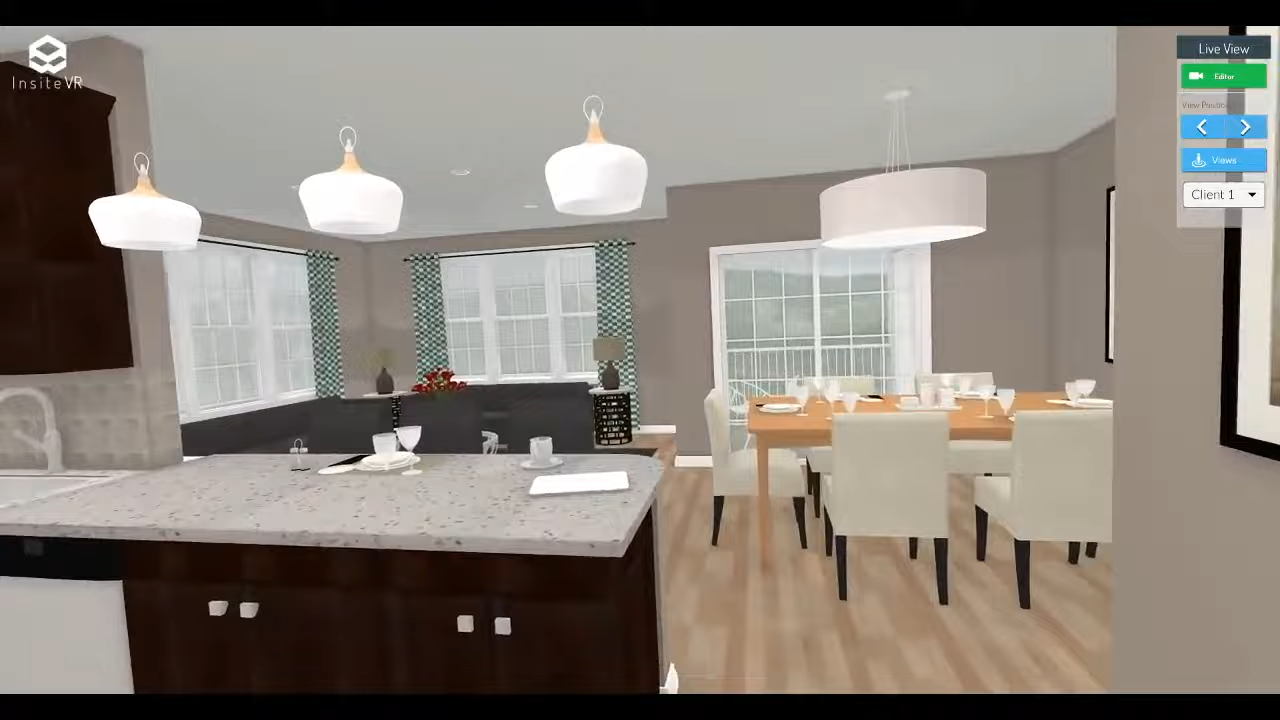 InsiteVR
Live View
Editor
View Position
Views
Client 1